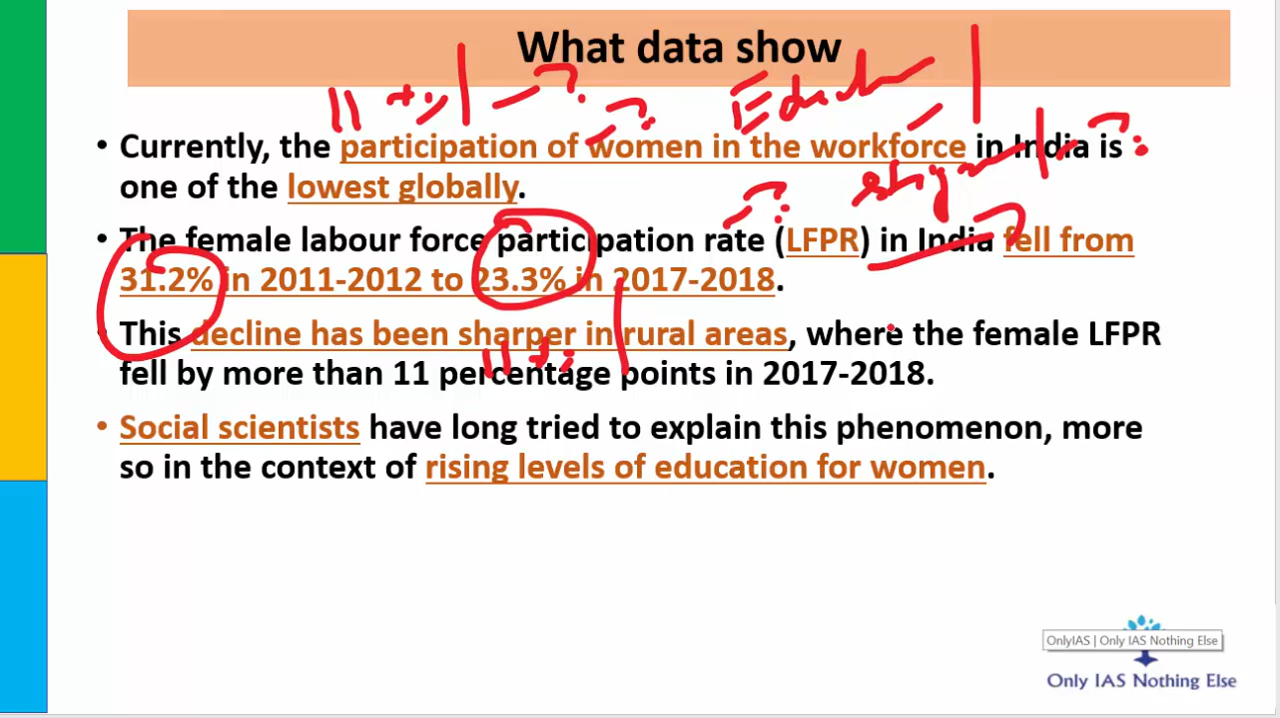 What data show
• Currently, the participation of women in the workforce in India is
one of the lowest globally.
• The female labour force participation rate (LFPR) in India fell from
31.2% in 2011-2012 to 23.3% in 2017-2018.
• This decline has been sharper in rural areas, where the female LFPR
fell by more than 11 percentage points in 2017-2018.
• Social scientists have long tried to explain this phenomenon, more
so in the context of rising levels of education for women.
OnlyIAS | Only IAS Nothing Else
Only IAS Nothing Else